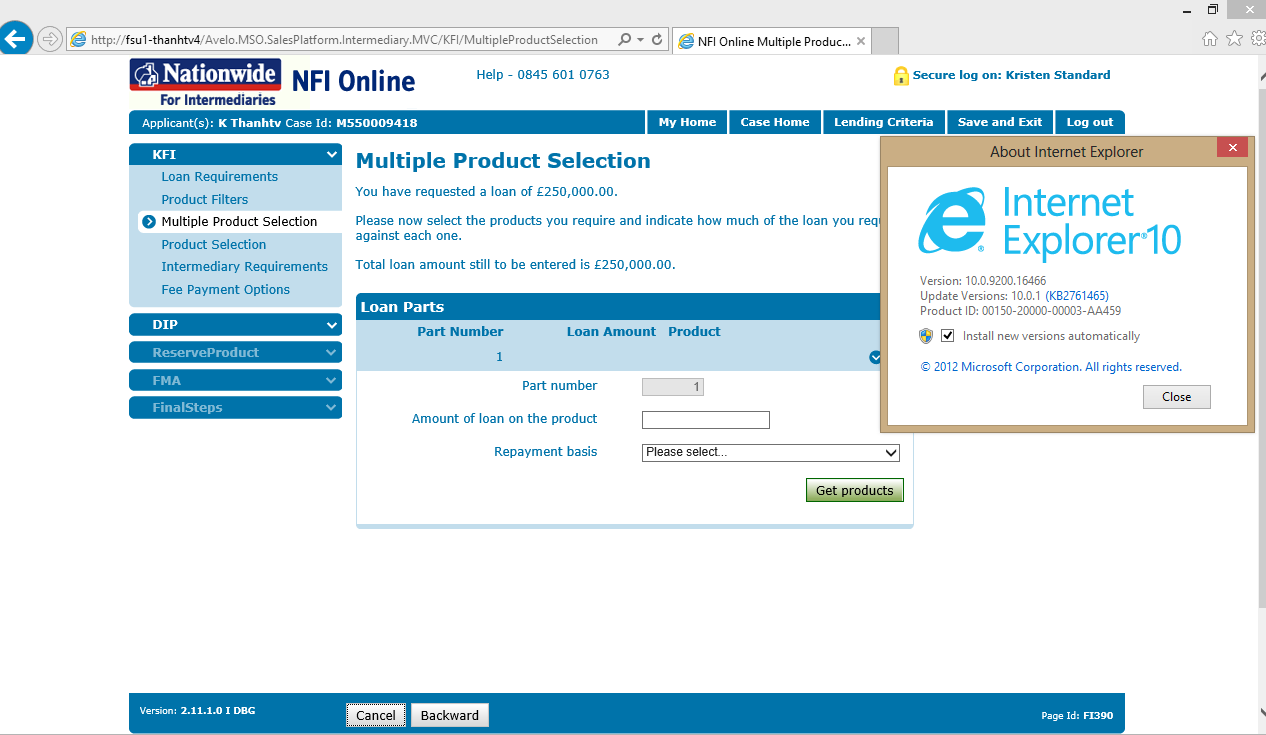 http://fsu1-thanhtv4/Avelo.MSO.SalesPlatform.Intermediary.MVC/KFI/MultipleProductSelection
NFI Online Multiple Produc...
Nationwide
For Intermediaries
NFI Online
Help - 0845 601 0763
Secure log on: Kristen Standard
Applicant(s): K Thanhtv Case Id: M550009418
My Home
Case Home
Lending Criteria
Save and Exit
Log out
KFI
Loan Requirements
Product Filters
Multiple Product Selection
Product Selection
Intermediary Requirements
Fee Payment Options
DIP
ReserveProduct
FMA
FinalSteps
Multiple Product Selection
You have requested a loan of £250,000.00.
Please now select the products you require and indicate how much of the loan you requ
against each one.
Total loan amount still to be entered is £250,000.00.
Loan Parts
Part Number Loan Amount Product
1
Part number 1
Amount of loan on the product
Repayment basis Please select...
Get products
About Internet Explorer
Internet
Explorer®10
Version: 10.0.9200.16466
Update Versions: 10.0.1 (KB2761465)
Product ID: 00150-20000-00003-AA459
Install new versions automatically
© 2012 Microsoft Corporation. All rights reserved.
Close
Version: 2.11.1.0 I DBG
Cancel
Backward
Page Id: FI390